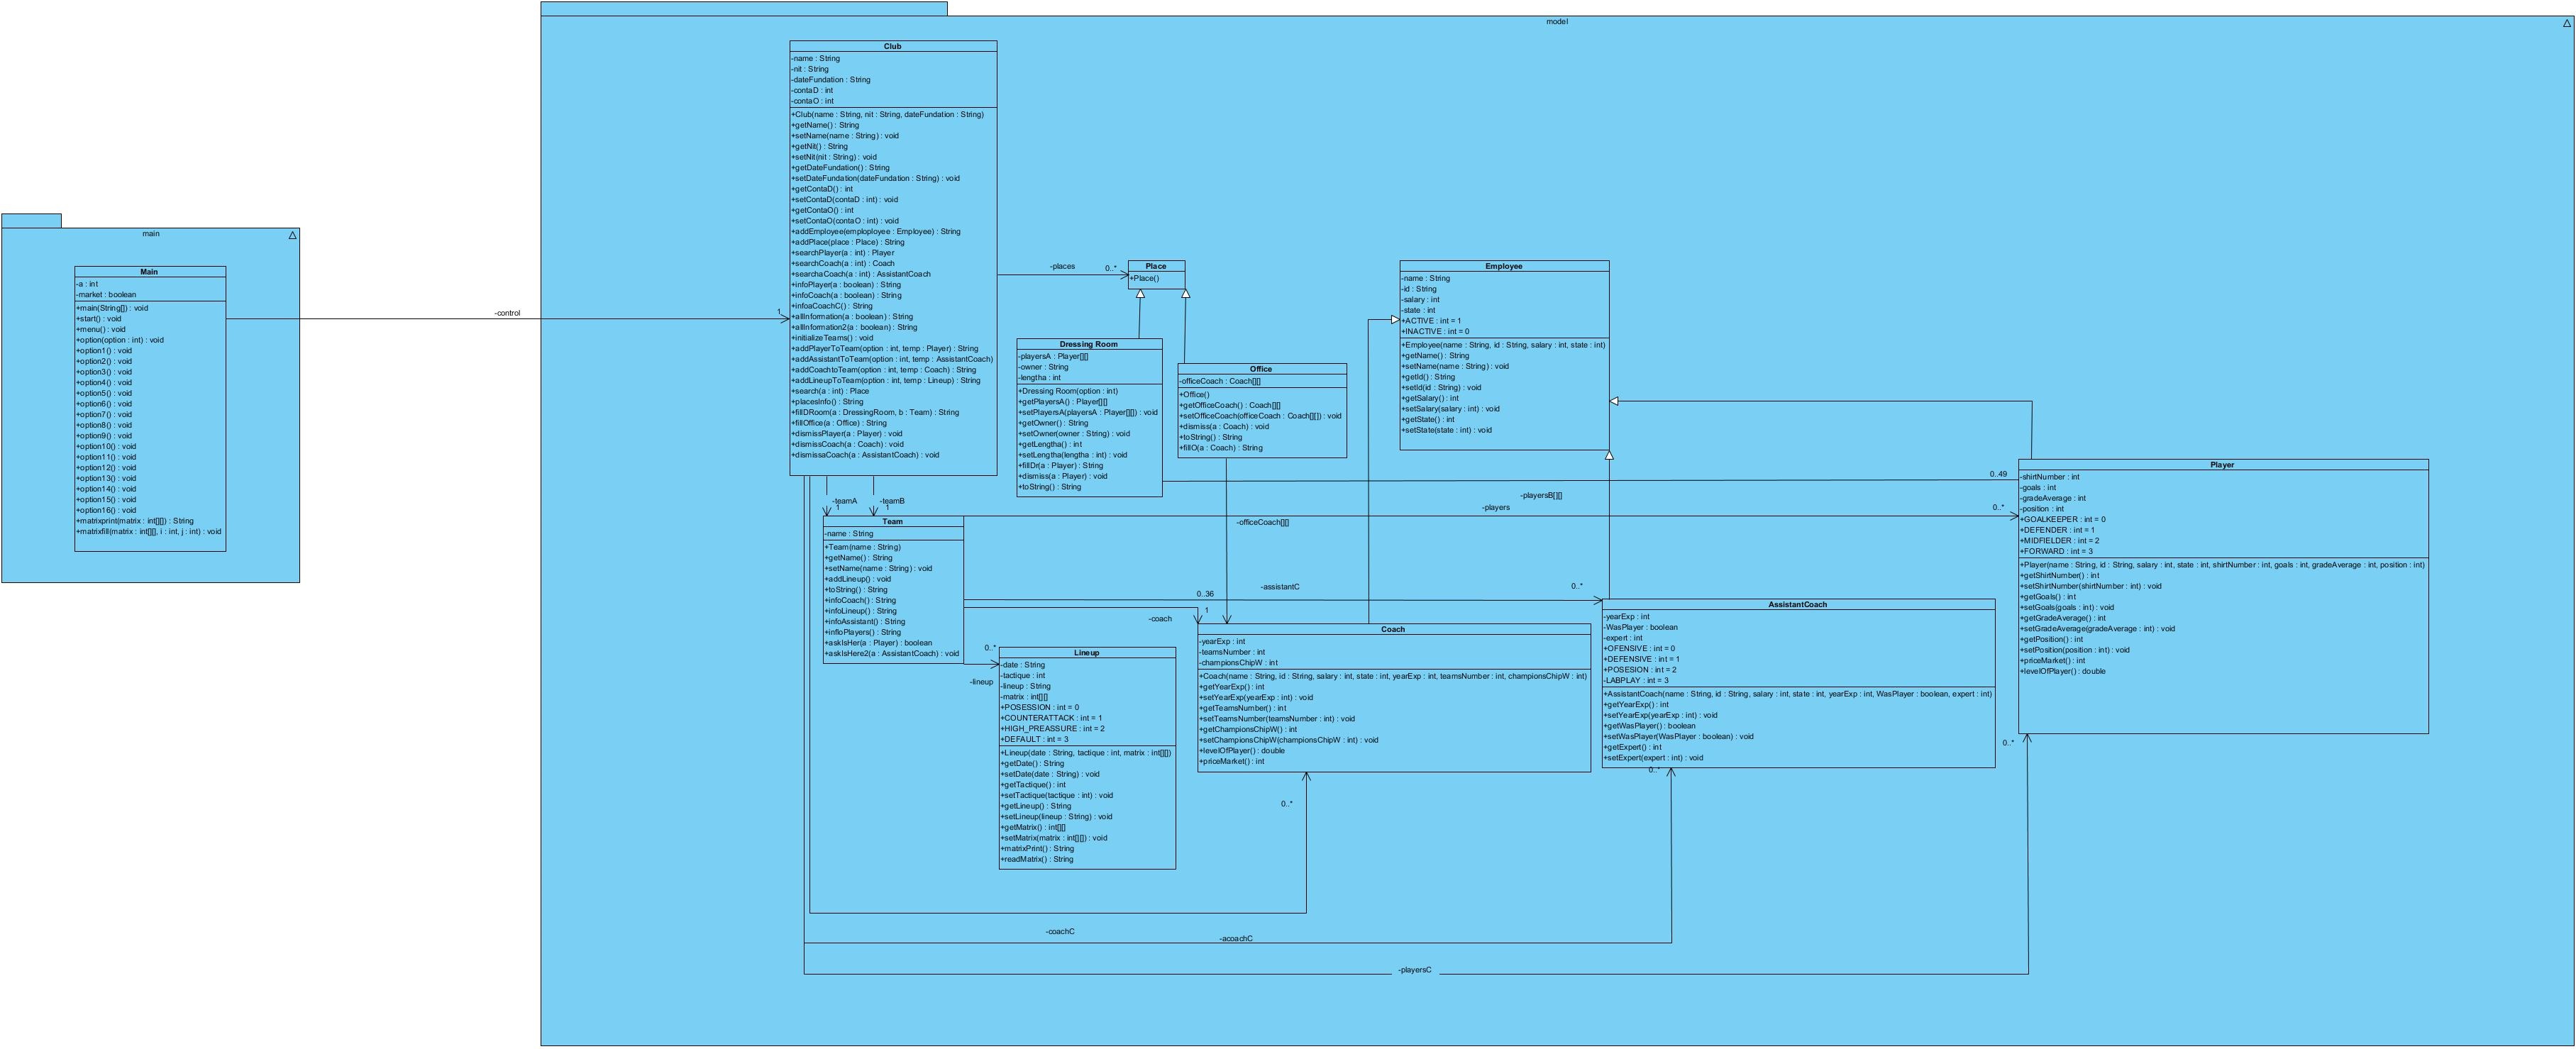 model
main
Main
-a : int
-market : boolean
+main(String[]) : void
+start() : void
+menu() : void
+option(option : int) : void
+option1() : void
+option2() : void
+option3() : void
+option4() : void
+option5() : void
+option6() : void
+option7() : void
+option8() : void
+option9() : void
+option10() : void
+option11() : void
+option12() : void
+option13() : void
+option14() : void
+option15() : void
+option16() : void
+matrixprint(matrix : int[][]) : String
+matrixfill(matrix : int[][], i : int, j : int) : void
-control
1
Club
-name : String
-nit : String
-dateFundation : String
-contaD : int
-contaO : int
+Club(name : String, nit : String, dateFundation : String)
+getName() : String
+setName(name : String) : void
+getNit() : String
+setNit(nit : String) : void
+getDateFundation() : String
+setDateFundation(dateFundation : String) : void
+getContaD() : int
+setContaD(contaD : int) : void
+getContaO() : int
+setContaO(contaO : int) : void
+addEmployee(emploployee : Employee) : String
+addPlace(place : Place) : String
+searchPlayer(a : int) : Player
+searchCoach(a : int) : Coach
+searchaCoach(a : int) : AssistantCoach
+infoPlayer(a : boolean) : String
+infoCoach(a : boolean) : String
+infoaCoachC() : String
+allInformation(a : boolean) : String
+allInformation2(a : boolean) : String
+initializeTeams() : void
+addPlayerToTeam(option : int, temp : Player) : String
+addAssistantToTeam(option : int, temp : AssistantCoach)
+addCoachtoTeam(option : int, temp : Coach) : String
+addLineupToTeam(option : int, temp : Lineup) : String
+search(a : int) : Place
+placesInfo() : String
+fillDRoom(a : DressingRoom, b : Team) : String
+fillOffice(a : Office) : String
+dismissPlayer(a : Player) : void
+dismissCoach(a : Coach) : void
+dismissaCoach(a : AssistantCoach) : void
-places
0..*
Place
+Place()
Dressing Room
-playersA : Player[][]
-owner : String
-lengtha : int
+Dressing Room(option : int)
+getPlayersA() : Player[][]
+setPlayersA(playersA : Player[][]) : void
+getOwner() : String
+setOwner(owner : String) : void
+getLengtha() : int
+setLengtha(lengtha : int) : void
+fillDr(a : Player) : String
+dismiss(a : Player) : void
+toString() : String
Office
-officeCoach : Coach[][]
+Office()
+getOfficeCoach() : Coach[][]
+setOfficeCoach(officeCoach : Coach[][]) : void
+dismiss(a : Coach) : void
+toString() : String
+fillO(a : Coach) : String
Employee
-name : String
-id : String
-salary : int
-state : int
+ACTIVE : int = 1
+INACTIVE : int = 0
+Employee(name : String, id : String, salary : int, state : int)
+getName() : String
+setName(name : String) : void
+getId() : String
+setId(id : String) : void
+getSalary() : int
+setSalary(salary : int) : void
+getState() : int
+setState(state : int) : void
Player
-shirtNumber : int
-goals : int
-gradeAverage : int
-position : int
+GOALKEEPER : int = 0
+DEFENDER : int = 1
+MIDFIELDER : int = 2
+FORWARD : int = 3
+Player(name : String, id : String, salary : int, state : int, shirtNumber : int, goals : int, gradeAverage : int, position : int)
+getShirtNumber() : int
+setShirtNumber(shirtNumber : int) : void
+getGoals() : int
+setGoals(goals : int) : void
+getGradeAverage() : int
+setGradeAverage(gradeAverage : int) : void
+getPosition() : int
+setPosition(position : int) : void
+priceMarket() : int
+levelOfPlayer() : double
0..49
-playersB[][]
-players
0..*
-teamA
1
-teamB
1
-officeCoach[][]
Team
-name : String
+Team(name : String)
+getName() : String
+setName(name : String) : void
+addLineup() : void
+toString() : String
+infoCoach() : String
+infoLineup() : String
+infoAssistant() : String
+infloPlayers() : String
+askIsHer(a : Player) : boolean
+askIsHere2(a : AssistantCoach) : void
-assistantC
0..*
0..36
1
-coach
0..*
-lineup
Lineup
-date : String
-tactique : int
-lineup : String
-matrix : int[][]
+POSESSION : int = 0
+COUNTERATTACK : int = 1
+HIGH_PREASSURE : int = 2
+DEFAULT : int = 3
+Lineup(date : String, tactique : int, matrix : int[][])
+getDate() : String
+setDate(date : String) : void
+getTactique() : int
+setTactique(tactique : int) : void
+getLineup() : String
+setLineup(lineup : String) : void
+getMatrix() : int[][]
+setMatrix(matrix : int[][]) : void
+matrixPrint() : String
+readMatrix() : String
Coach
-yearExp : int
-teamsNumber : int
-championsChipW : int
+Coach(name : String, id : String, salary : int, state : int, yearExp : int, teamsNumber : int, championsChipW : int)
+getYearExp() : int
+setYearExp(yearExp : int) : void
+getTeamsNumber() : int
+setTeamsNumber(teamsNumber : int) : void
+getChampionsChipW() : int
+setChampionsChipW(championsChipW : int) : void
+levelOfPlayer() : double
+priceMarket() : int
AssistantCoach
-yearExp : int
-WasPlayer : boolean
-expert : int
+OFENSIVE : int = 0
+DEFENSIVE : int = 1
+POSESION : int = 2
-LABPLAY : int = 3
+AssistantCoach(name : String, id : String, salary : int, state : int, yearExp : int, WasPlayer : boolean, expert : int)
+getYearExp() : int
+setYearExp(yearExp : int) : void
+getWasPlayer() : boolean
+setWasPlayer(WasPlayer : boolean) : void
+getExpert() : int
+setExpert(expert : int) : void
0..*
0..*
0..*
-coachC
-acoachC
-playersC